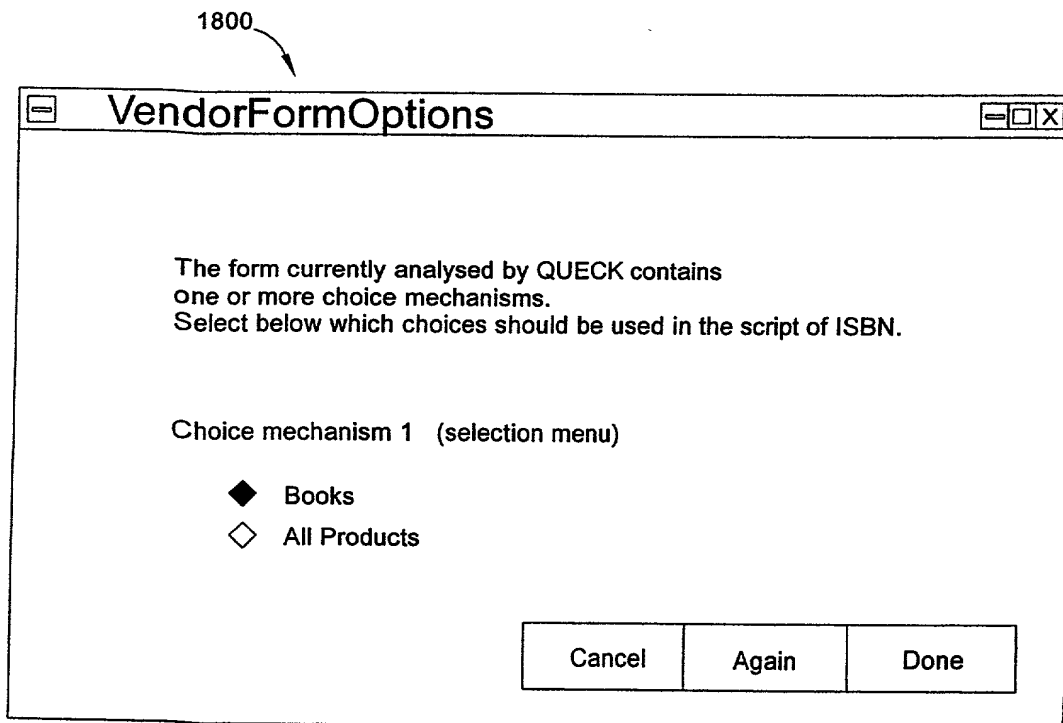 1800
VendorFormOptions
The form currently analysed by QUECK contains
one or more choice mechanisms.
Select below which choices should be used in the script of ISBN.
Choice mechanism 1 (selection menu)
Books
All Products
Cancel Again Done